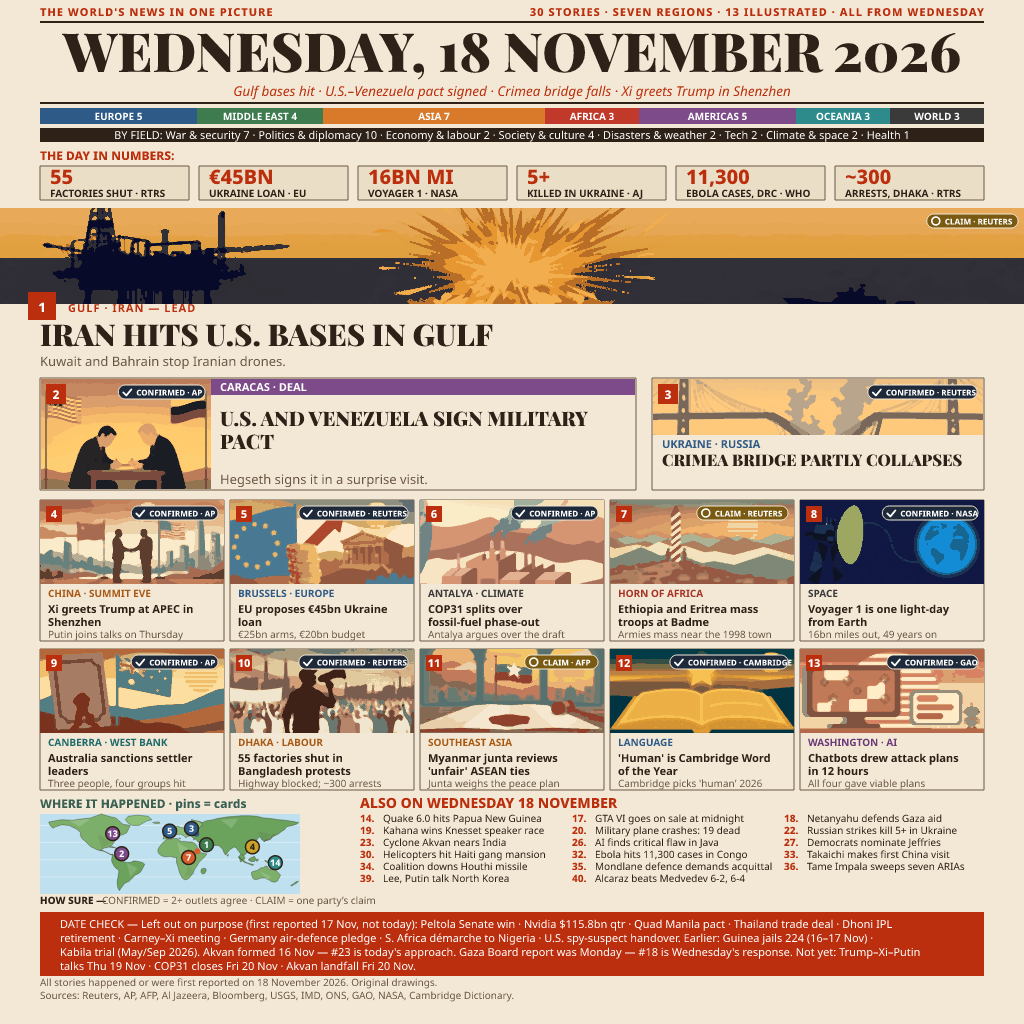 THE WORLD'S NEWS IN ONE PICTURE
30 STORIES · SEVEN REGIONS · 13 ILLUSTRATED · ALL FROM WEDNESDAY
WEDNESDAY, 18 NOVEMBER 2026
Gulf bases hit · U.S.–Venezuela pact signed · Crimea bridge falls · Xi greets Trump in Shenzhen
EUROPE 5
MIDDLE EAST 4
ASIA 7
AFRICA 3
AMERICAS 5
OCEANIA 3
WORLD 3
BY FIELD: War & security 7 · Politics & diplomacy 10 · Economy & labour 2 · Society & culture 4 · Disasters & weather 2 · Tech 2 · Climate & space 2 · Health 1
THE DAY IN NUMBERS:
55
FACTORIES SHUT · RTRS
€45BN
UKRAINE LOAN · EU
16BN MI
VOYAGER 1 · NASA
5+
KILLED IN UKRAINE · AJ
11,300
EBOLA CASES, DRC · WHO
~300
ARRESTS, DHAKA · RTRS
CLAIM · REUTERS
1
GULF · IRAN — LEAD
IRAN HITS U.S. BASES IN GULF
Kuwait and Bahrain stop Iranian drones.
2
CONFIRMED · AP
CARACAS · DEAL
U.S. AND VENEZUELA SIGN MILITARY
PACT
Hegseth signs it in a surprise visit.
3
CONFIRMED · REUTERS
UKRAINE · RUSSIA
CRIMEA BRIDGE PARTLY COLLAPSES
4
CONFIRMED · AP
CHINA · SUMMIT EVE
Xi greets Trump at APEC in
Shenzhen
Putin joins talks on Thursday
5
CONFIRMED · REUTERS
BRUSSELS · EUROPE
EU proposes €45bn Ukraine
loan
€25bn arms, €20bn budget
6
CONFIRMED · AP
ANTALYA · CLIMATE
COP31 splits over
fossil-fuel phase-out
Antalya argues over the draft
7
CLAIM · REUTERS
HORN OF AFRICA
Ethiopia and Eritrea mass
troops at Badme
Armies mass near the 1998 town
8
CONFIRMED · NASA
SPACE
Voyager 1 is one light-day
from Earth
16bn miles out, 49 years on
9
CONFIRMED · AP
CANBERRA · WEST BANK
Australia sanctions settler
leaders
Three people, four groups hit
10
CONFIRMED · REUTERS
DHAKA · LABOUR
55 factories shut in
Bangladesh protests
Highway blocked; ~300 arrests
11
CLAIM · AFP
SOUTHEAST ASIA
Myanmar junta reviews
'unfair' ASEAN ties
Junta weighs the peace plan
12
CONFIRMED · CAMBRIDGE
LANGUAGE
'Human' is Cambridge Word
of the Year
Cambridge picks 'human' 2026
13
CONFIRMED · GAO
WASHINGTON · AI
Chatbots drew attack plans
in 12 hours
All four gave viable plans
WHERE IT HAPPENED · pins = cards
13
5
3
2
1
7
4
14
HOW SURE — CONFIRMED = 2+ outlets agree · CLAIM = one party's claim
ALSO ON WEDNESDAY 18 NOVEMBER
14. Quake 6.0 hits Papua New Guinea
17. GTA VI goes on sale at midnight
18. Netanyahu defends Gaza aid
19. Kahana wins Knesset speaker race
20. Military plane crashes: 19 dead
22. Russian strikes kill 5+ in Ukraine
23. Cyclone Akvan nears India
26. AI finds critical flaw in Java
27. Democrats nominate Jeffries
30. Helicopters hit Haiti gang mansion
32. Ebola hits 11,300 cases in Congo
33. Takaichi makes first China visit
34. Coalition downs Houthi missile
35. Mondlane defence demands acquittal
36. Tame Impala sweeps seven ARIAs
39. Lee, Putin talk North Korea
40. Alcaraz beats Medvedev 6-2, 6-4
DATE CHECK — Left out on purpose (first reported 17 Nov, not today): Peltola Senate win · Nvidia $115.8bn qtr · Quad Manila pact · Thailand trade deal · Dhoni IPL
retirement · Carney–Xi meeting · Germany air-defence pledge · S. Africa démarche to Nigeria · U.S. spy-suspect handover. Earlier: Guinea jails 224 (16–17 Nov) ·
Kabila trial (May/Sep 2026). Akvan formed 16 Nov — #23 is today's approach. Gaza Board report was Monday — #18 is Wednesday's response. Not yet: Trump–Xi–Putin
talks Thu 19 Nov · COP31 closes Fri 20 Nov · Akvan landfall Fri 20 Nov.
All stories happened or were first reported on 18 November 2026. Original drawings.
Sources: Reuters, AP, AFP, Al Jazeera, Bloomberg, USGS, IMD, ONS, GAO, NASA, Cambridge Dictionary.